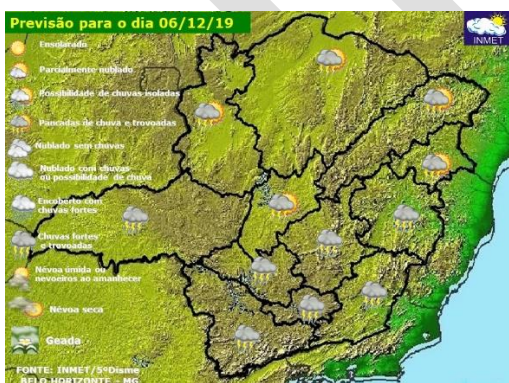 Previsão para o dia 06/12/19
INMET
Ensolarado
Parcialmente nublado
Possibilidade de chuvas isoladas
Pancadas de chuva e trovoadas
Nublado sem chuvas
Nublado com chuvas
ou possibilidade de chuva
Encoberto com
chuvas fortes
Chuvas fortes
e trovoadas
Névoa úmida ou
nevoeiros ao amanhecer
Névoa seca
Geada
FONTE: INMET/5ºDisme
BELO HORIZONTE - MG